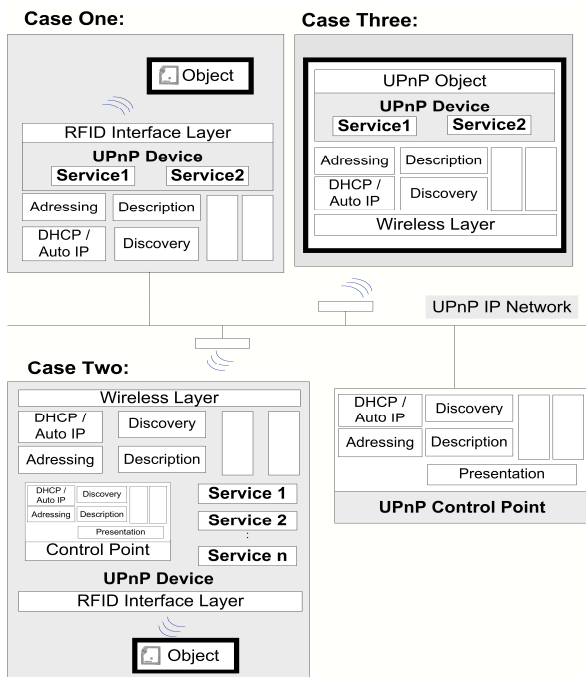 Case One:
Object
RFID Interface Layer
UPnP Device
Service1 Service2
Adressing Description
DHCP /
Auto IP
Discovery
Case Three:
UPnP Object
UPnP Device
Service1 Service2
Adressing Description
DHCP /
Auto IP
Discovery
Wireless Layer
UPnP IP Network
Case Two:
Wireless Layer
DHCP /
Auto IP
Discovery
Adressing Description
DHCP /
Auto IP
Discovery
Adressing Description
Presentation
Control Point
Service 1
Service 2
:
Service n
UPnP Device
RFID Interface Layer
Object
DHCP /
Auto IP
Discovery
Adressing Description
Presentation
UPnP Control Point